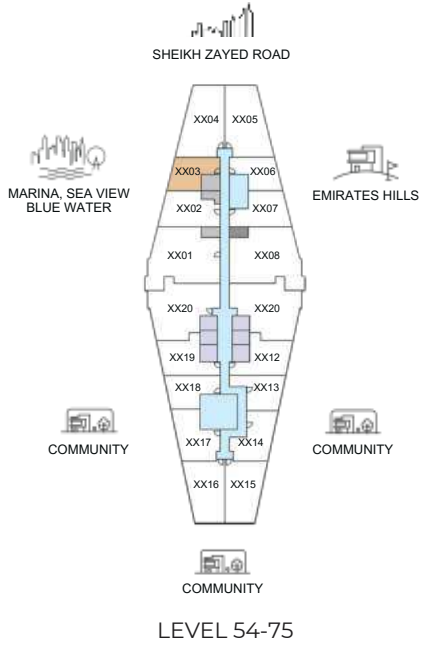 SHEIKH ZAYED ROAD
XX04 XX05
XX03 XX06
MARINA, SEA VIEW
BLUE WATER
EMIRATES HILLS
XX02 XX07
XX01 XX08
XX20 XX20
XX19 XX12
XX18 XX13
COMMUNITY
COMMUNITY
XX17 XX14
XX16 XX15
COMMUNITY
LEVEL 54-75